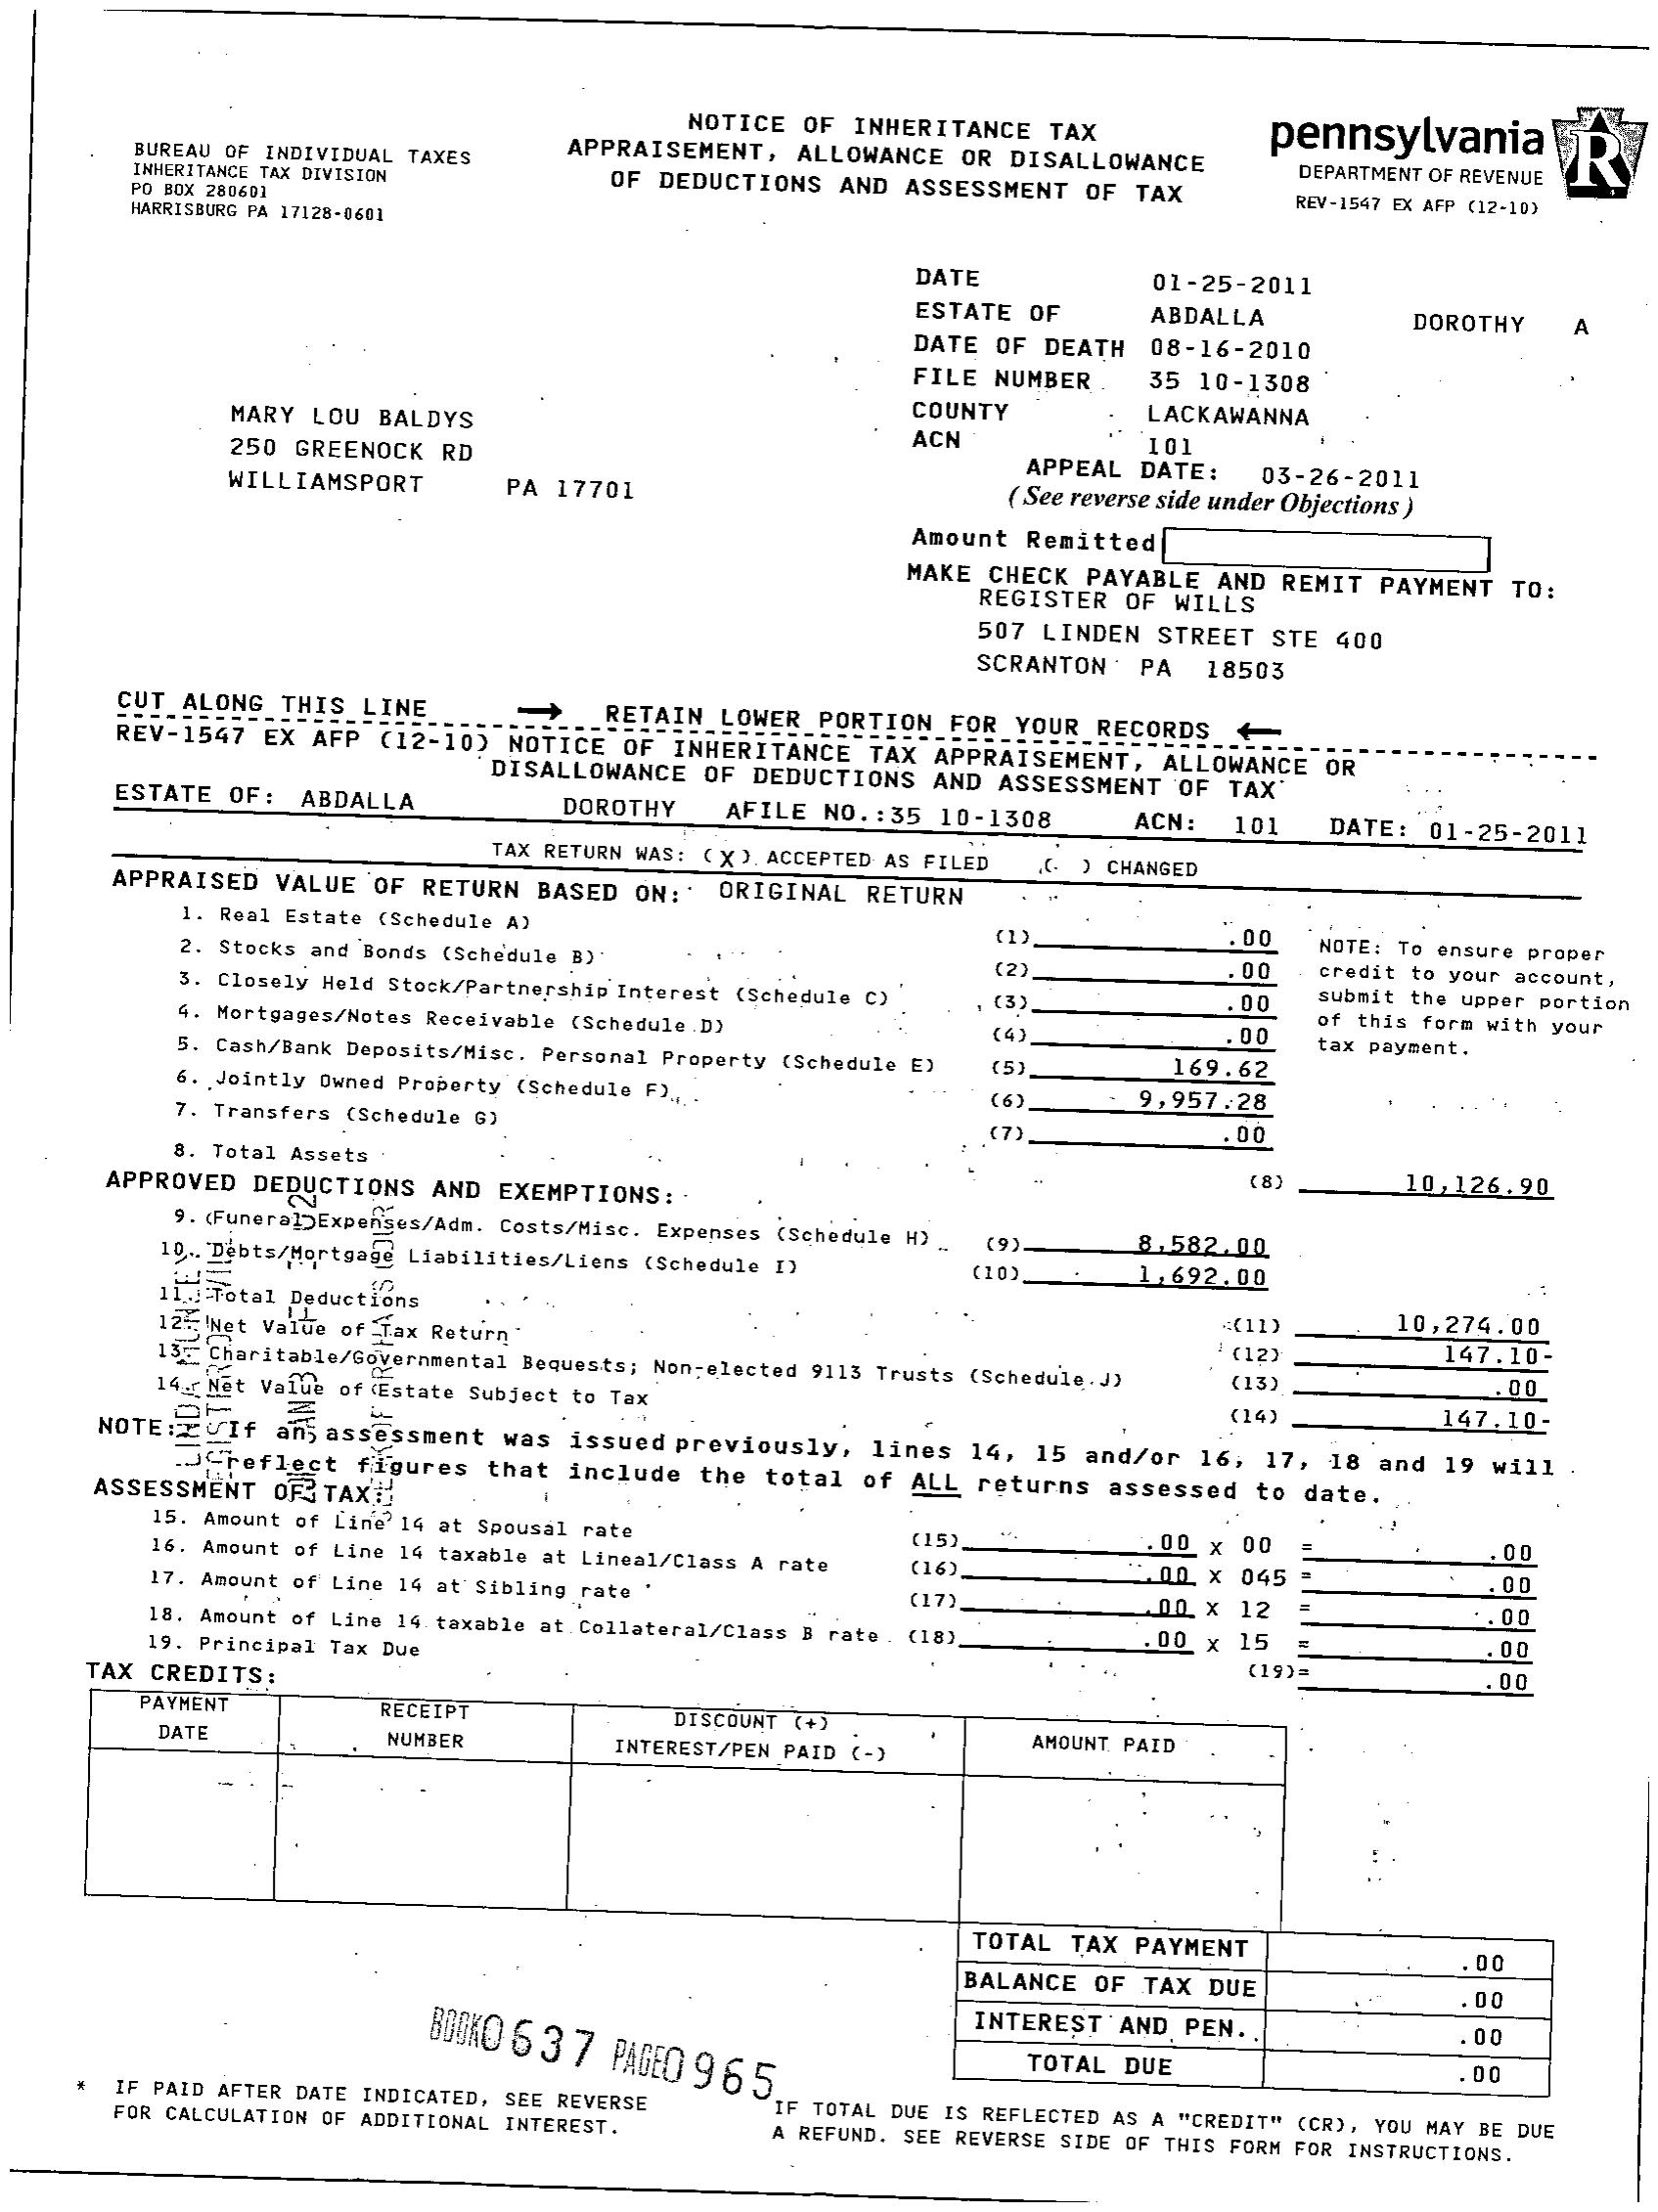 NOTICE OF INHERITANCE TAX
APPRAISEMENT, ALLOWANCE OR DISALLOWANCE
OF DEDUCTIONS AND ASSESSMENT OF TAX
pennsylvania
DEPARTMENT OF REVENUE
REV-1547 EX AFP (12-10)
BUREAU OF INDIVIDUAL TAXES
INHERITANCE TAX DIVISION
PO BOX 280601
HARRISBURG PA 17128-0601
DATE 01-25-2011
ESTATE OF ABDALLA DOROTHY A
DATE OF DEATH 08-16-2010
FILE NUMBER 35 10-1308
COUNTY LACKAWANNA
ACN 101
APPEAL DATE: 03-26-2011
(See reverse side under Objections)
MARY LOU BALDYS
250 GREENOCK RD
WILLIAMSPORT PA 17701
Amount Remitted
MAKE CHECK PAYABLE AND REMIT PAYMENT TO:
REGISTER OF WILLS
507 LINDEN STREET STE 400
SCRANTON PA 18503
CUT ALONG THIS LINE → RETAIN LOWER PORTION FOR YOUR RECORDS ←
REV-1547 EX AFP (12-10) NOTICE OF INHERITANCE TAX APPRAISEMENT, ALLOWANCE OR
DISALLOWANCE OF DEDUCTIONS AND ASSESSMENT OF TAX
ESTATE OF: ABDALLA DOROTHY AFILE NO.:35 10-1308 ACN: 101 DATE: 01-25-2011
TAX RETURN WAS: (X) ACCEPTED AS FILED ( ) CHANGED
APPRAISED VALUE OF RETURN BASED ON: ORIGINAL RETURN
1. Real Estate (Schedule A) (1) .00
2. Stocks and Bonds (Schedule B) (2) .00
3. Closely Held Stock/Partnership Interest (Schedule C) (3) .00
4. Mortgages/Notes Receivable (Schedule D) (4) .00
5. Cash/Bank Deposits/Misc. Personal Property (Schedule E) (5) 169.62
6. Jointly Owned Property (Schedule F) (6) 9,957.28
7. Transfers (Schedule G) (7) .00
8. Total Assets (8) 10,126.90
NOTE: To ensure proper
credit to your account,
submit the upper portion
of this form with your
tax payment.
APPROVED DEDUCTIONS AND EXEMPTIONS:
9. Funeral Expenses/Adm. Costs/Misc. Expenses (Schedule H) (9) 8,582.00
10. Debts/Mortgage Liabilities/Liens (Schedule I) (10) 1,692.00
11. Total Deductions (11) 10,274.00
12. Net Value of Tax Return (12) 147.10-
13. Charitable/Governmental Bequests; Non-elected 9113 Trusts (Schedule J) (13) .00
14. Net Value of Estate Subject to Tax (14) 147.10-
NOTE: If an assessment was issued previously, lines 14, 15 and/or 16, 17, 18 and 19 will
reflect figures that include the total of ALL returns assessed to date.
ASSESSMENT OF TAX:
15. Amount of Line 14 at Spousal rate (15) .00 X 00 = .00
16. Amount of Line 14 taxable at Lineal/Class A rate (16) .00 X 045 = .00
17. Amount of Line 14 at Sibling rate (17) .00 X 12 = .00
18. Amount of Line 14 taxable at Collateral/Class B rate (18) .00 X 15 = .00
19. Principal Tax Due (19)= .00
TAX CREDITS:
PAYMENT DATE RECEIPT NUMBER DISCOUNT (+) INTEREST/PEN PAID (-) AMOUNT PAID
TOTAL TAX PAYMENT .00
BALANCE OF TAX DUE .00
INTEREST AND PEN. .00
TOTAL DUE .00
BOOK0637 PAGE0965
* IF PAID AFTER DATE INDICATED, SEE REVERSE
FOR CALCULATION OF ADDITIONAL INTEREST.
IF TOTAL DUE IS REFLECTED AS A "CREDIT" (CR), YOU MAY BE DUE
A REFUND. SEE REVERSE SIDE OF THIS FORM FOR INSTRUCTIONS.